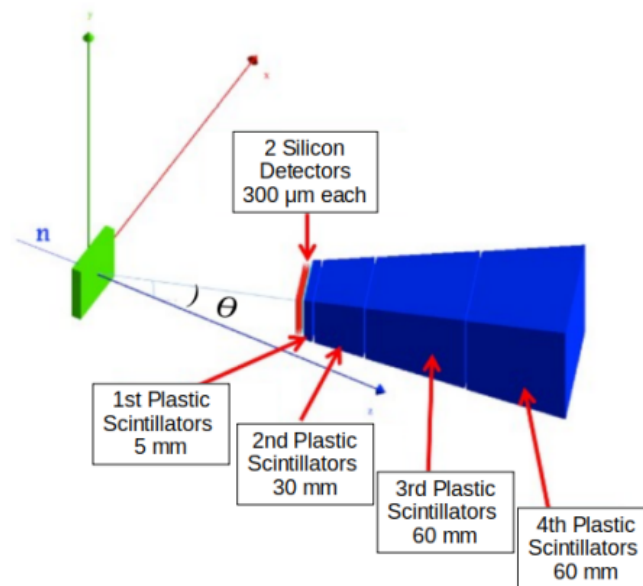 y
x
2 Silicon
Detectors
300 µm each
n
Θ
z
1st Plastic
Scintillators
5 mm
2nd Plastic
Scintillators
30 mm
3rd Plastic
Scintillators
60 mm
4th Plastic
Scintillators
60 mm